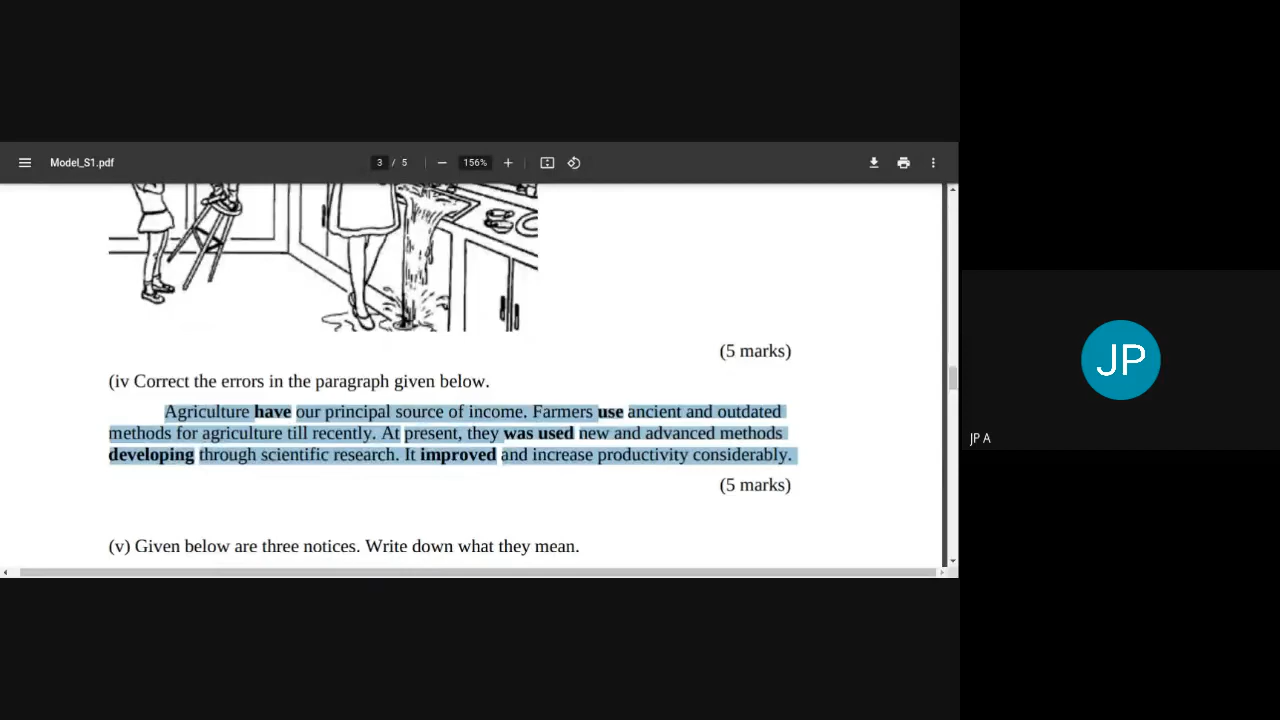 Model_S1.pdf
3 / 5
156%
(5 marks)
(iv Correct the errors in the paragraph given below.
Agriculture have our principal source of income. Farmers use ancient and outdated
methods for agriculture till recently. At present, they was used new and advanced methods
developing through scientific research. It improved and increase productivity considerably.
(5 marks)
(v) Given below are three notices. Write down what they mean.
JP
JP A